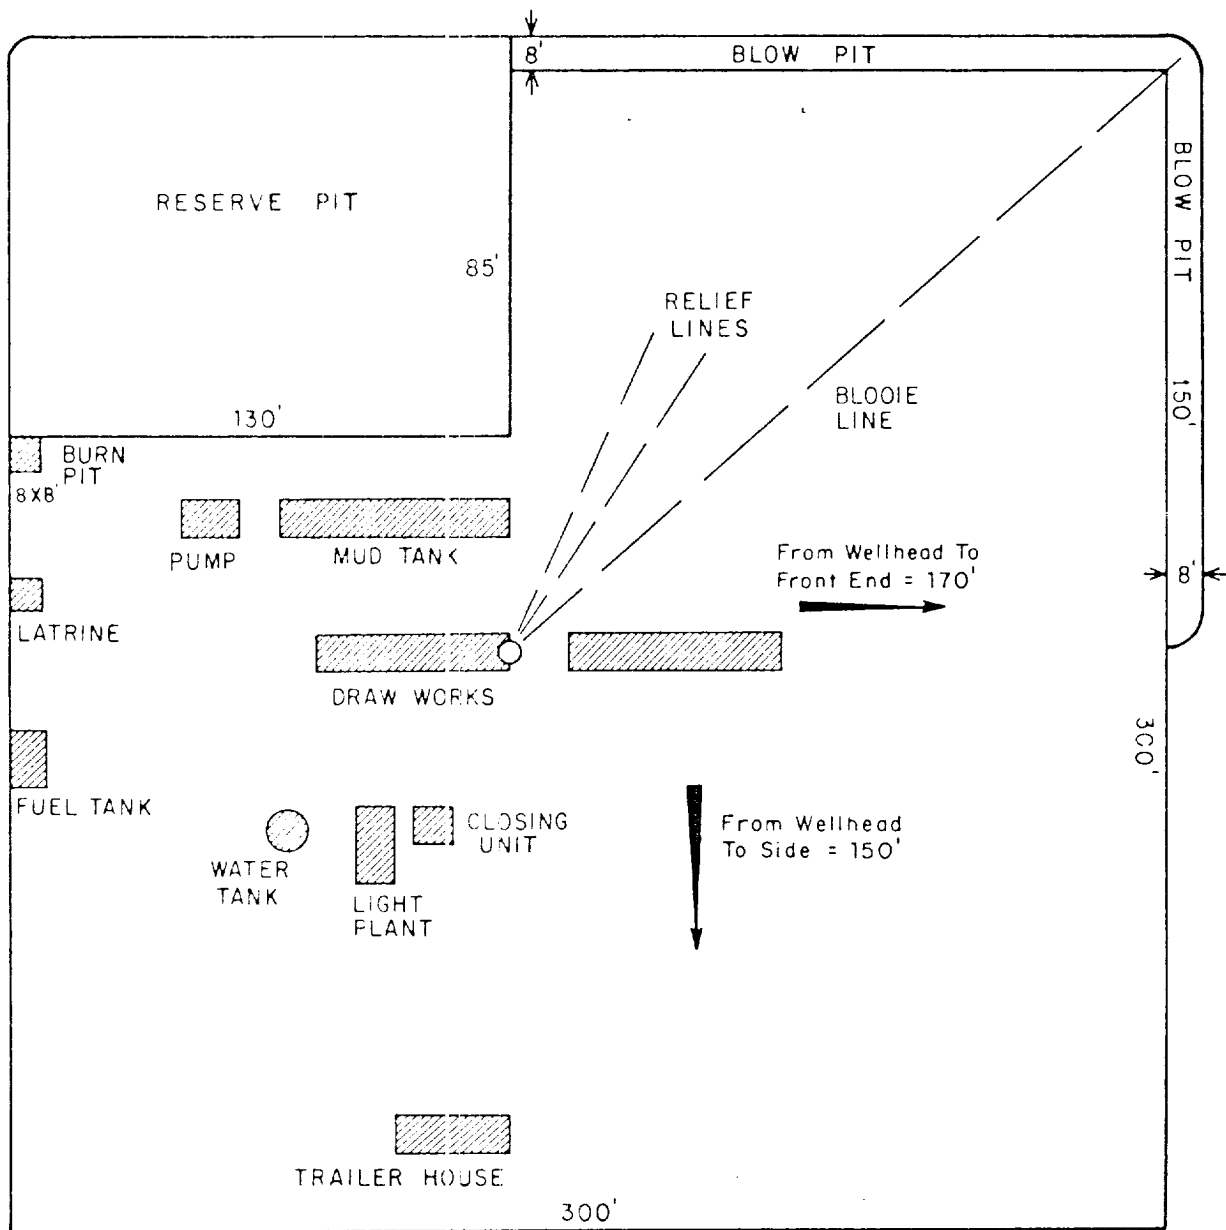 8'
BLOW PIT
RESERVE PIT
85'
130'
BLOW PIT
150'
RELIEF
LINES
BLOOIE
LINE
BURN
PIT
8X8'
PUMP
MUD TANK
From Wellhead To
Front End = 170'
8'
LATRINE
DRAW WORKS
300'
FUEL TANK
WATER
TANK
LIGHT
PLANT
CLOSING
UNIT
From Wellhead
To Side = 150'
TRAILER HOUSE
300'